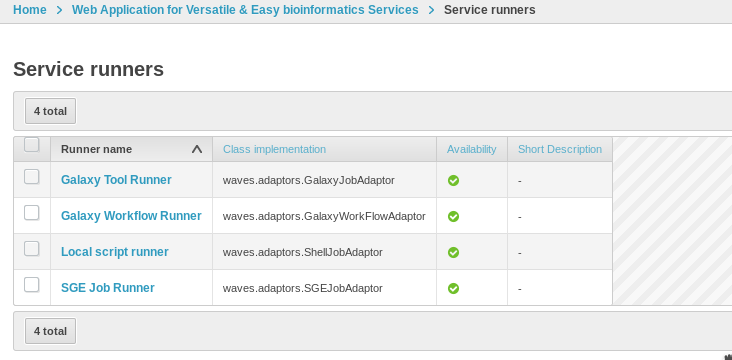 Home > Web Application for Versatile & Easy bioinformatics Services > Service runners
Service runners
4 total
Runner name Class implementation Availability Short Description
Galaxy Tool Runner waves.adaptors.GalaxyJobAdaptor -
Galaxy Workflow Runner waves.adaptors.GalaxyWorkFlowAdaptor -
Local script runner waves.adaptors.ShellJobAdaptor -
SGE Job Runner waves.adaptors.SGEJobAdaptor -
4 total